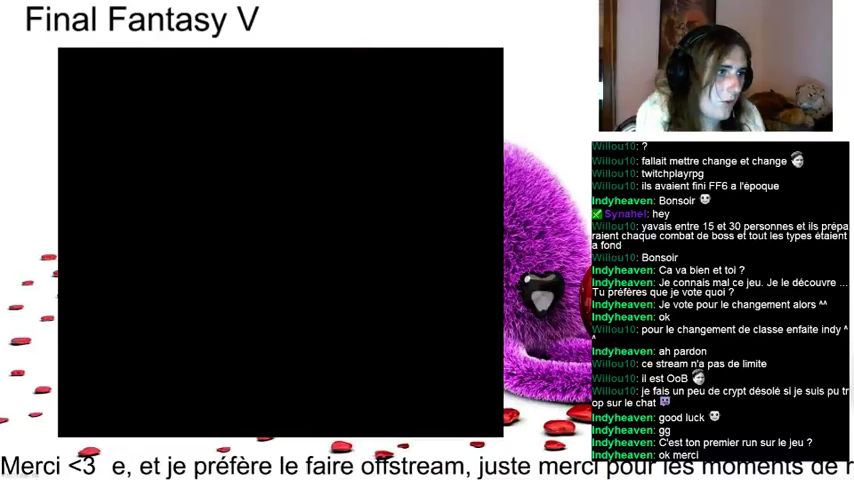 Final Fantasy V
Willou10: ?
Willou10: fallait mettre change et change
Willou10: twitchplayrpg
Willou10: ils avaient fini FF6 a l'époque
Indyheaven: Bonsoir
Synahel: hey
Willou10: yavais entre 15 et 30 personnes et ils prépa
raient chaque combat de boss et tout les types étaient
a fond
Willou10: Bonsoir
Indyheaven: Ca va bien et toi ?
Indyheaven: Je connais mal ce jeu. Je le découvre ...
Tu préfères que je vote quoi ?
Indyheaven: Je vote pour le changement alors ^^
Indyheaven: ok
Willou10: pour le changement de classe enfaite indy ^
^
Indyheaven: ah pardon
Willou10: ce stream n'a pas de limite
Willou10: il est OoB
Willou10: je fais un peu de crypt désolé si je suis pu tr
op sur le chat
Indyheaven: good luck
Indyheaven: gg
Indyheaven: C'est ton premier run sur le jeu ?
Indyheaven: ok merci
Merci <3 e, et je préfère le faire offstream, juste merci pour les moments de r